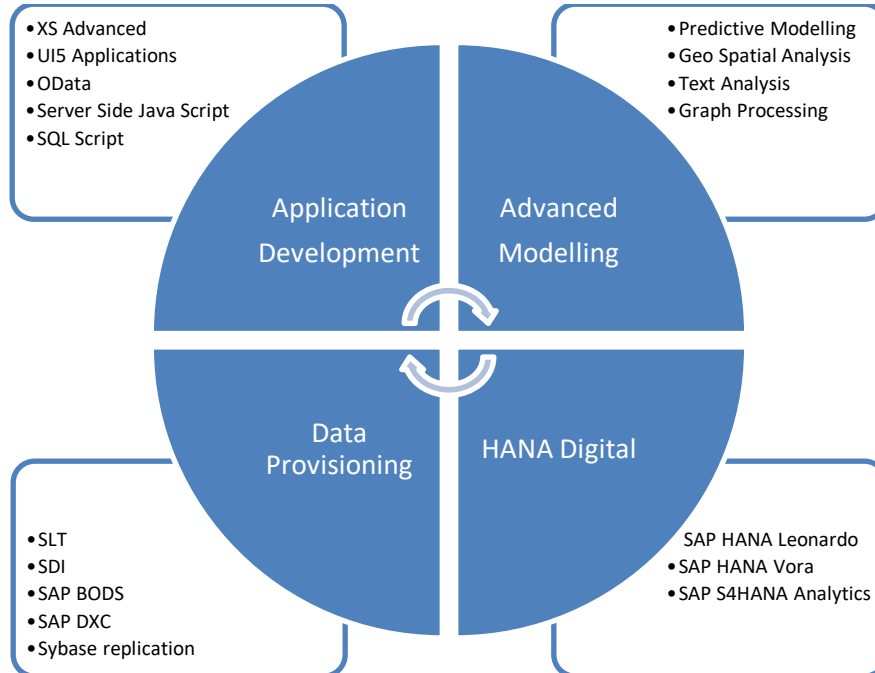 •XS Advanced
•UI5 Applications
•OData
•Server Side Java Script
•SQL Script
•Predictive Modelling
•Geo Spatial Analysis
•Text Analysis
•Graph Processing
Application
Development
Advanced
Modelling
Data
Provisioning
HANA Digital
•SLT
•SDI
•SAP BODS
•SAP DXC
•Sybase replication
SAP HANA Leonardo
•SAP HANA Vora
•SAP S4HANA Analytics